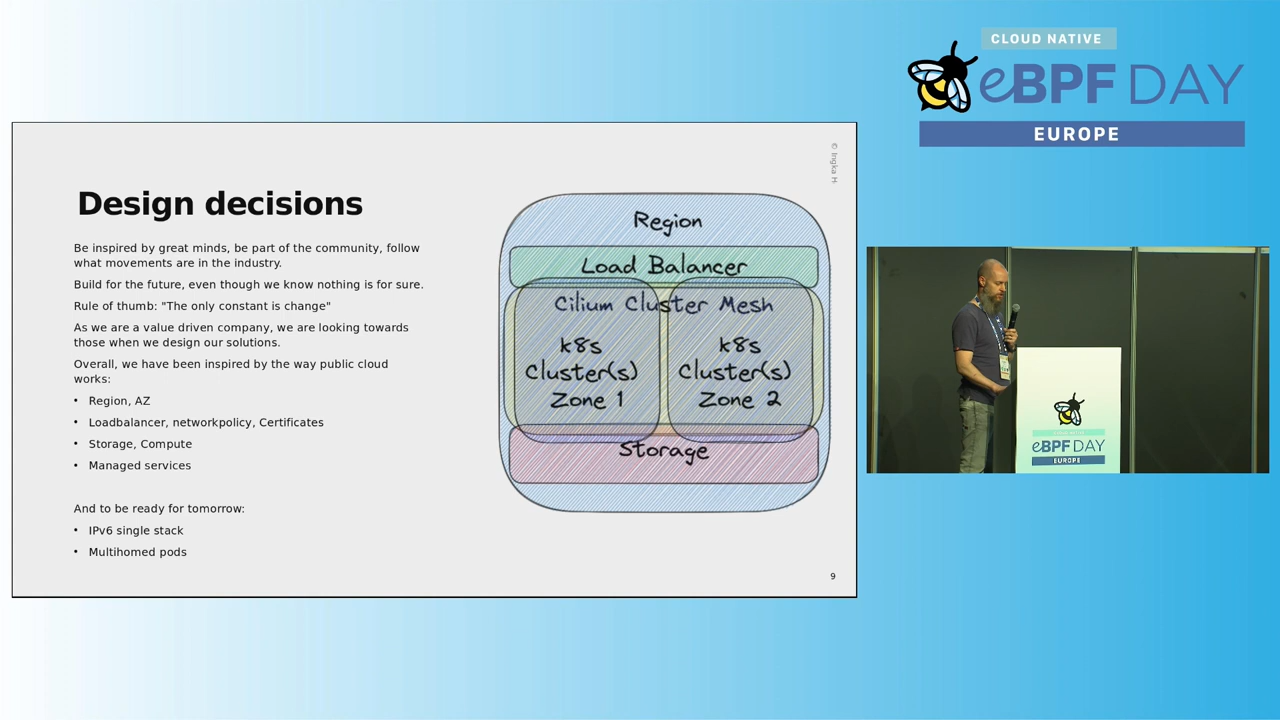 CLOUD NATIVE
eBPF DAY
EUROPE
© Ingka H
Design decisions
Be inspired by great minds, be part of the community, follow
what movements are in the industry.
Build for the future, even though we know nothing is for sure.
Rule of thumb: "The only constant is change"
As we are a value driven company, we are looking towards
those when we design our solutions.
Overall, we have been inspired by the way public cloud
works:
• Region, AZ
• Loadbalancer, networkpolicy, Certificates
• Storage, Compute
• Managed services
And to be ready for tomorrow:
• IPv6 single stack
• Multihomed pods
Region
Load Balancer
Cilium Cluster Mesh
k8s
Cluster(s)
Zone 1
k8s
Cluster(s)
Zone 2
Storage
9
eBPF DAY
EUROPE